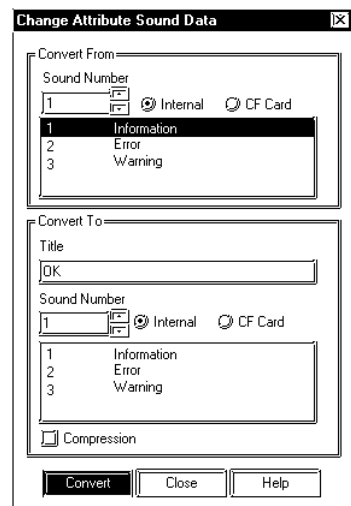 Change Attribute Sound Data
Convert From
Sound Number
1 Internal CF Card
1 Information
2 Error
3 Warning
Convert To
Title
OK
Sound Number
1 Internal CF Card
1 Information
2 Error
3 Warning
Compression
Convert Close Help